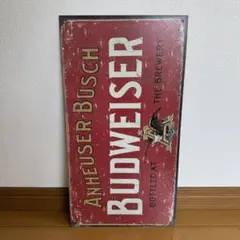 ANHEUSER-BUSCH
BUDWEISER
BOTTLED AT THE BREWERY